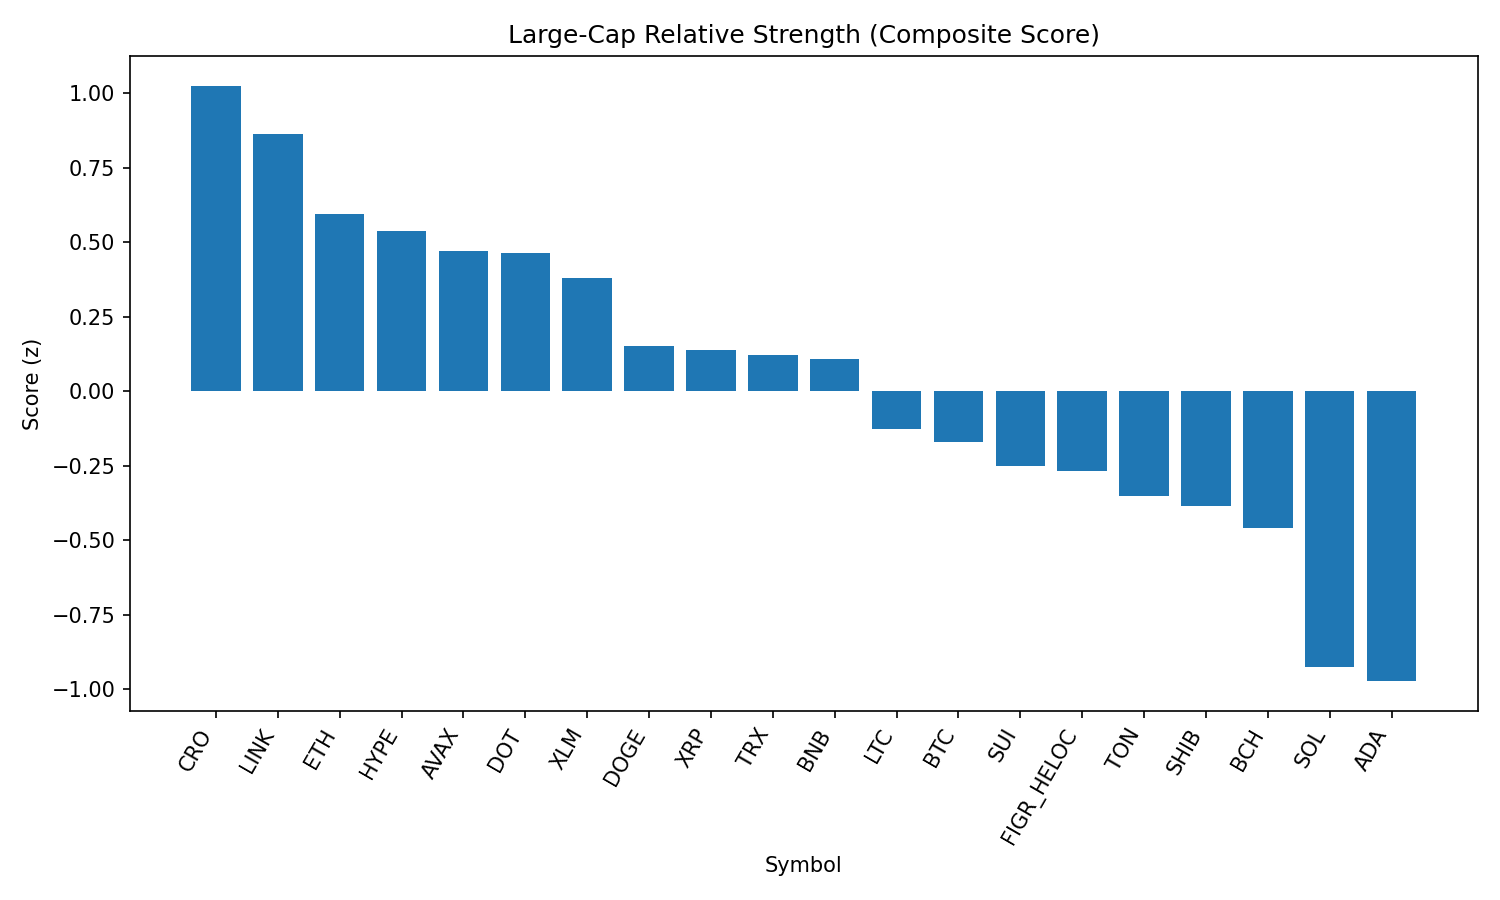 Large-Cap Relative Strength (Composite Score)
Score (z)
1.00
0.75
0.50
0.25
0.00
−0.25
−0.50
−0.75
−1.00
CRO
LINK
ETH
HYPE
AVAX
DOT
XLM
DOGE
XRP
TRX
BNB
LTC
BTC
SUI
FIGR_HELOC
TON
SHIB
BCH
SOL
ADA
Symbol